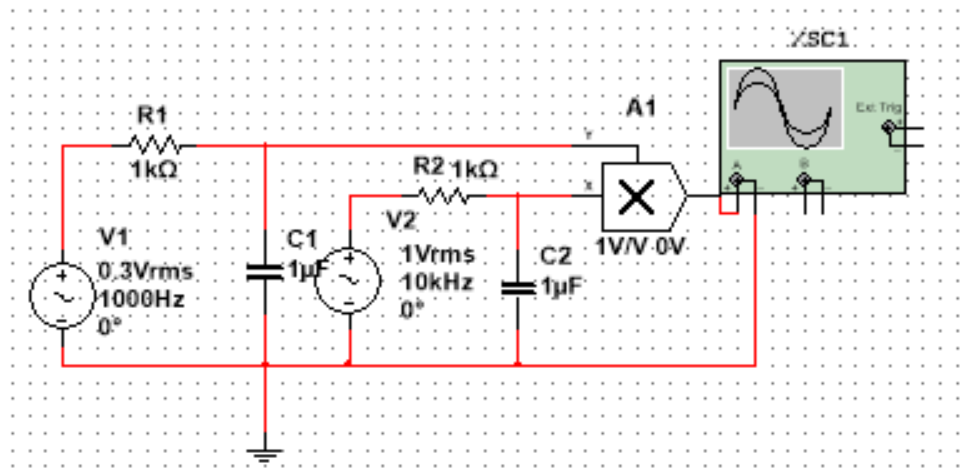 XSC1
Ext Trig
+
-
A
B
+ - + -
A1
Y
X
1V/V 0V
R1
1kΩ
R2 1kΩ
V1
0.3Vrms
1000Hz
0°
C1
1µF
V2
1Vrms
10kHz
0°
C2
1µF